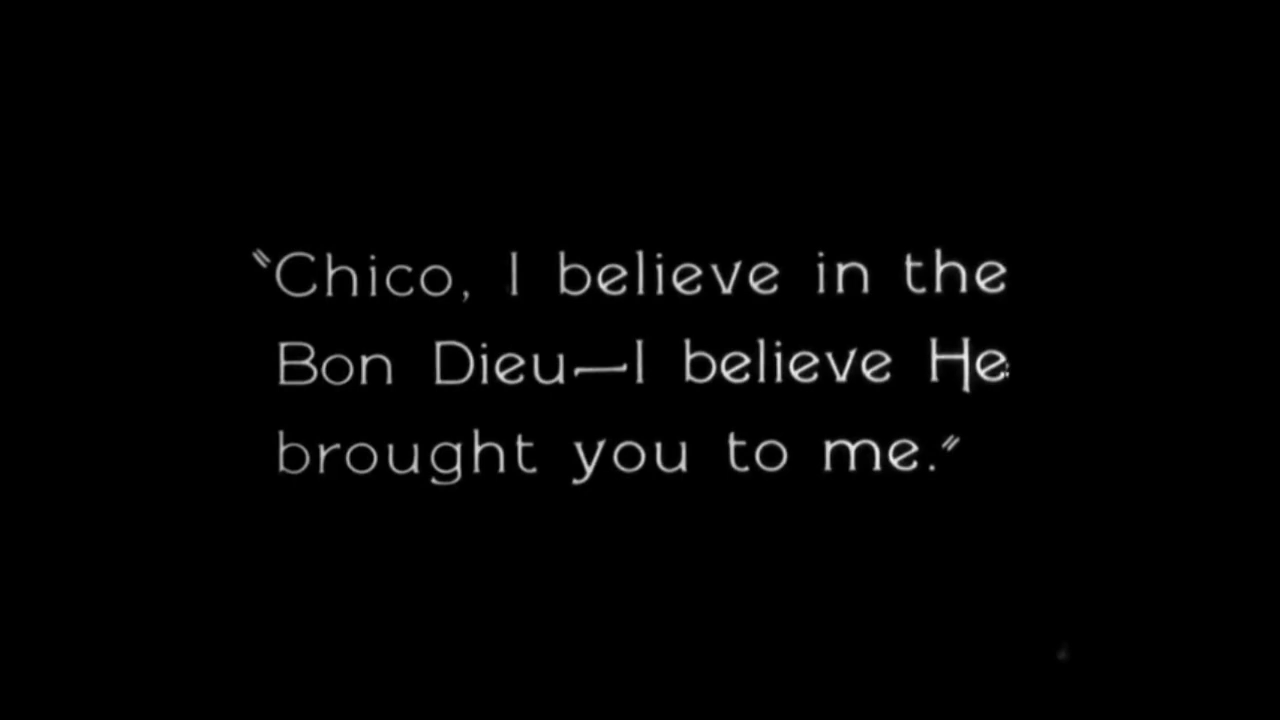 "Chico, I believe in the
Bon Dieu—I believe He
brought you to me."